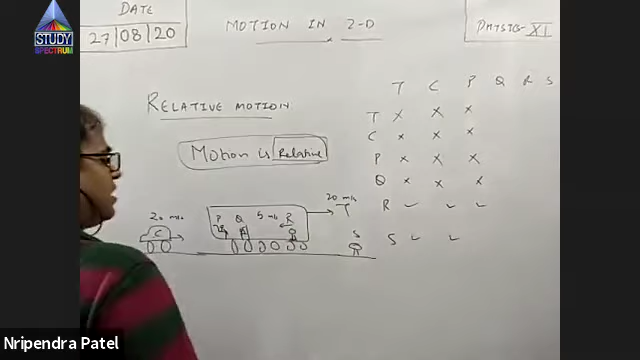 STUDY
SPECTRUM
DATE
27/08/20
MOTION IN 2-D
PHYSICS-XI
RELATIVE MOTION
Motion is Relative
T C P Q R S
T × × ×
C × × ×
P × × ×
Q × × ×
R ✓ ✓ ✓
S ✓ ✓
20 m/s
C
P Q 5 m/s R
20 m/s
T
S
Nripendra Patel